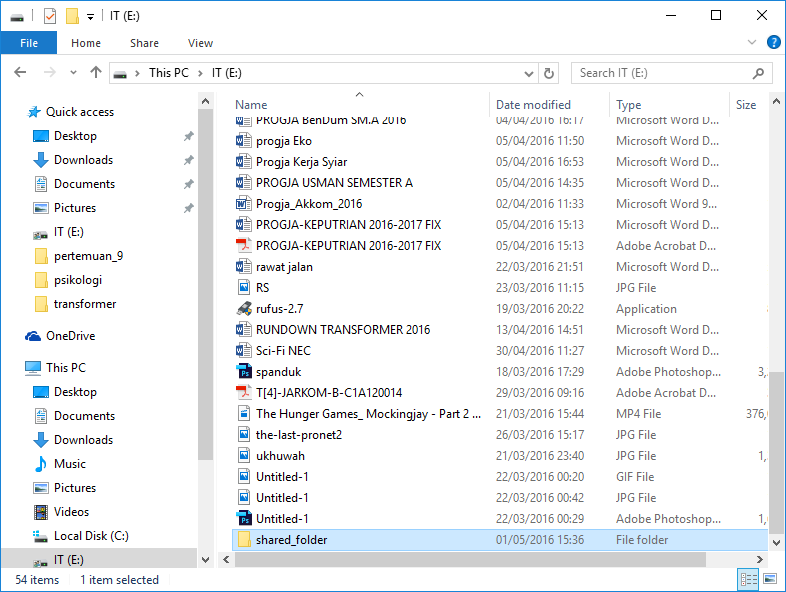 IT (E:)
File Home Share View
This PC IT (E:)
Search IT (E:)
Quick access
Desktop
Downloads
Documents
Pictures
IT (E:)
pertemuan_9
psikologi
transformer
OneDrive
This PC
Desktop
Documents
Downloads
Music
Pictures
Videos
Local Disk (C:)
IT (E:)
Name Date modified Type Size
PROGJA BenDum SM.A 2016 04/04/2016 16:17 Microsoft Word D...
progja Eko 05/04/2016 11:50 Microsoft Word D...
Progja Kerja Syiar 05/04/2016 16:53 Microsoft Word D...
PROGJA USMAN SEMESTER A 05/04/2016 14:35 Microsoft Word D...
Progja_Akkom_2016 02/04/2016 11:33 Microsoft Word 9...
PROGJA-KEPUTRIAN 2016-2017 FIX 05/04/2016 15:13 Microsoft Word D...
PROGJA-KEPUTRIAN 2016-2017 FIX 05/04/2016 15:13 Adobe Acrobat D...
rawat jalan 22/03/2016 21:51 Microsoft Word D...
RS 23/03/2016 11:15 JPG File
rufus-2.7 19/03/2016 20:22 Application
RUNDOWN TRANSFORMER 2016 13/04/2016 14:51 Microsoft Word D...
Sci-Fi NEC 30/04/2016 11:27 Microsoft Word D...
spanduk 18/03/2016 17:29 Adobe Photoshop... 3,
T[4]-JARKOM-B-C1A120014 29/03/2016 09:16 Adobe Acrobat D...
The Hunger Games_ Mockingjay - Part 2 ... 21/03/2016 15:44 MP4 File 376,
the-last-pronet2 26/03/2016 15:17 JPG File
ukhuwah 21/03/2016 23:40 JPG File 1,
Untitled-1 22/03/2016 00:20 GIF File
Untitled-1 22/03/2016 00:42 JPG File
Untitled-1 22/03/2016 00:29 Adobe Photoshop... 1,
shared_folder 01/05/2016 15:36 File folder
54 items 1 item selected